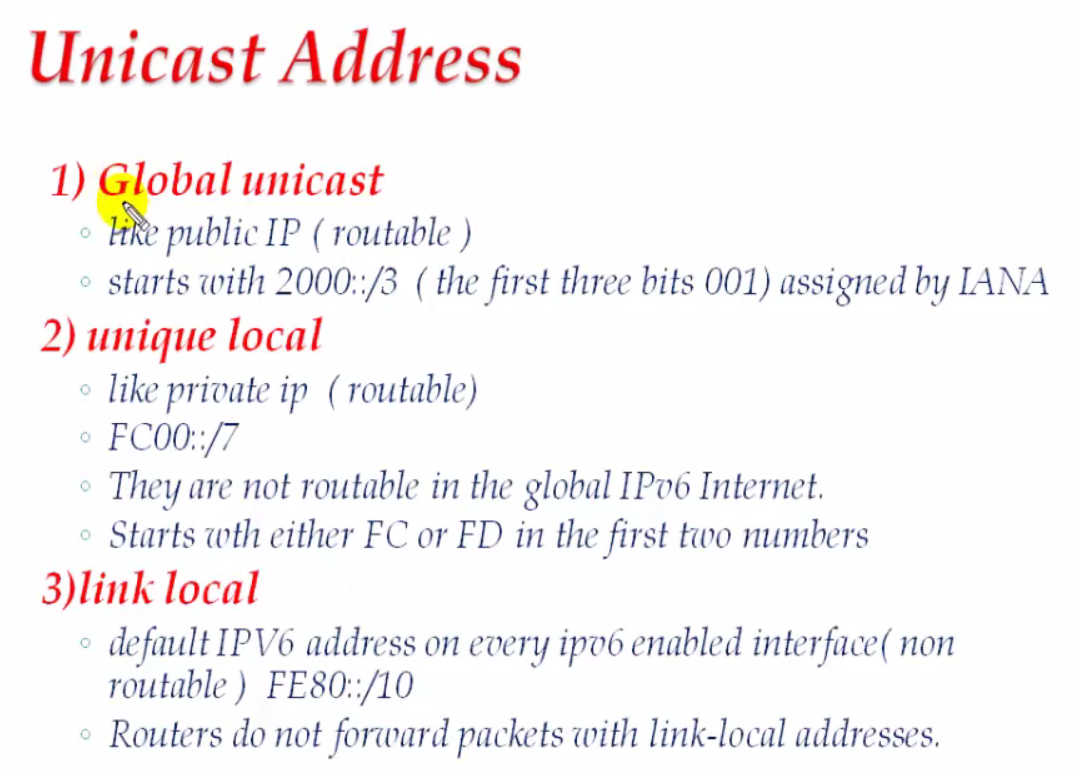 Unicast Address
1) Global unicast
like public IP ( routable )
starts with 2000::/3 ( the first three bits 001) assigned by IANA
2) unique local
like private ip ( routable)
FC00::/7
They are not routable in the global IPv6 Internet.
Starts wth either FC or FD in the first two numbers
3)link local
default IPV6 address on every ipv6 enabled interface( non
routable ) FE80::/10
Routers do not forward packets with link-local addresses.